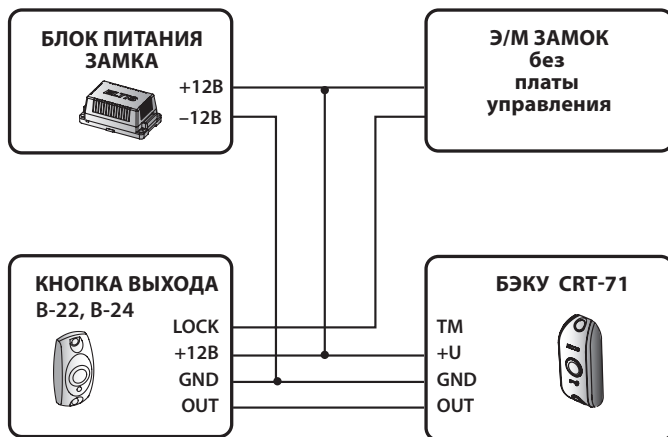 БЛОК ПИТАНИЯ
ЗАМКА
+12В
–12В
Э/М ЗАМОК
без
платы
управления
КНОПКА ВЫХОДА
В-22, В-24
LOCK
+12В
GND
OUT
БЭКУ CRT-71
TM
+U
GND
OUT